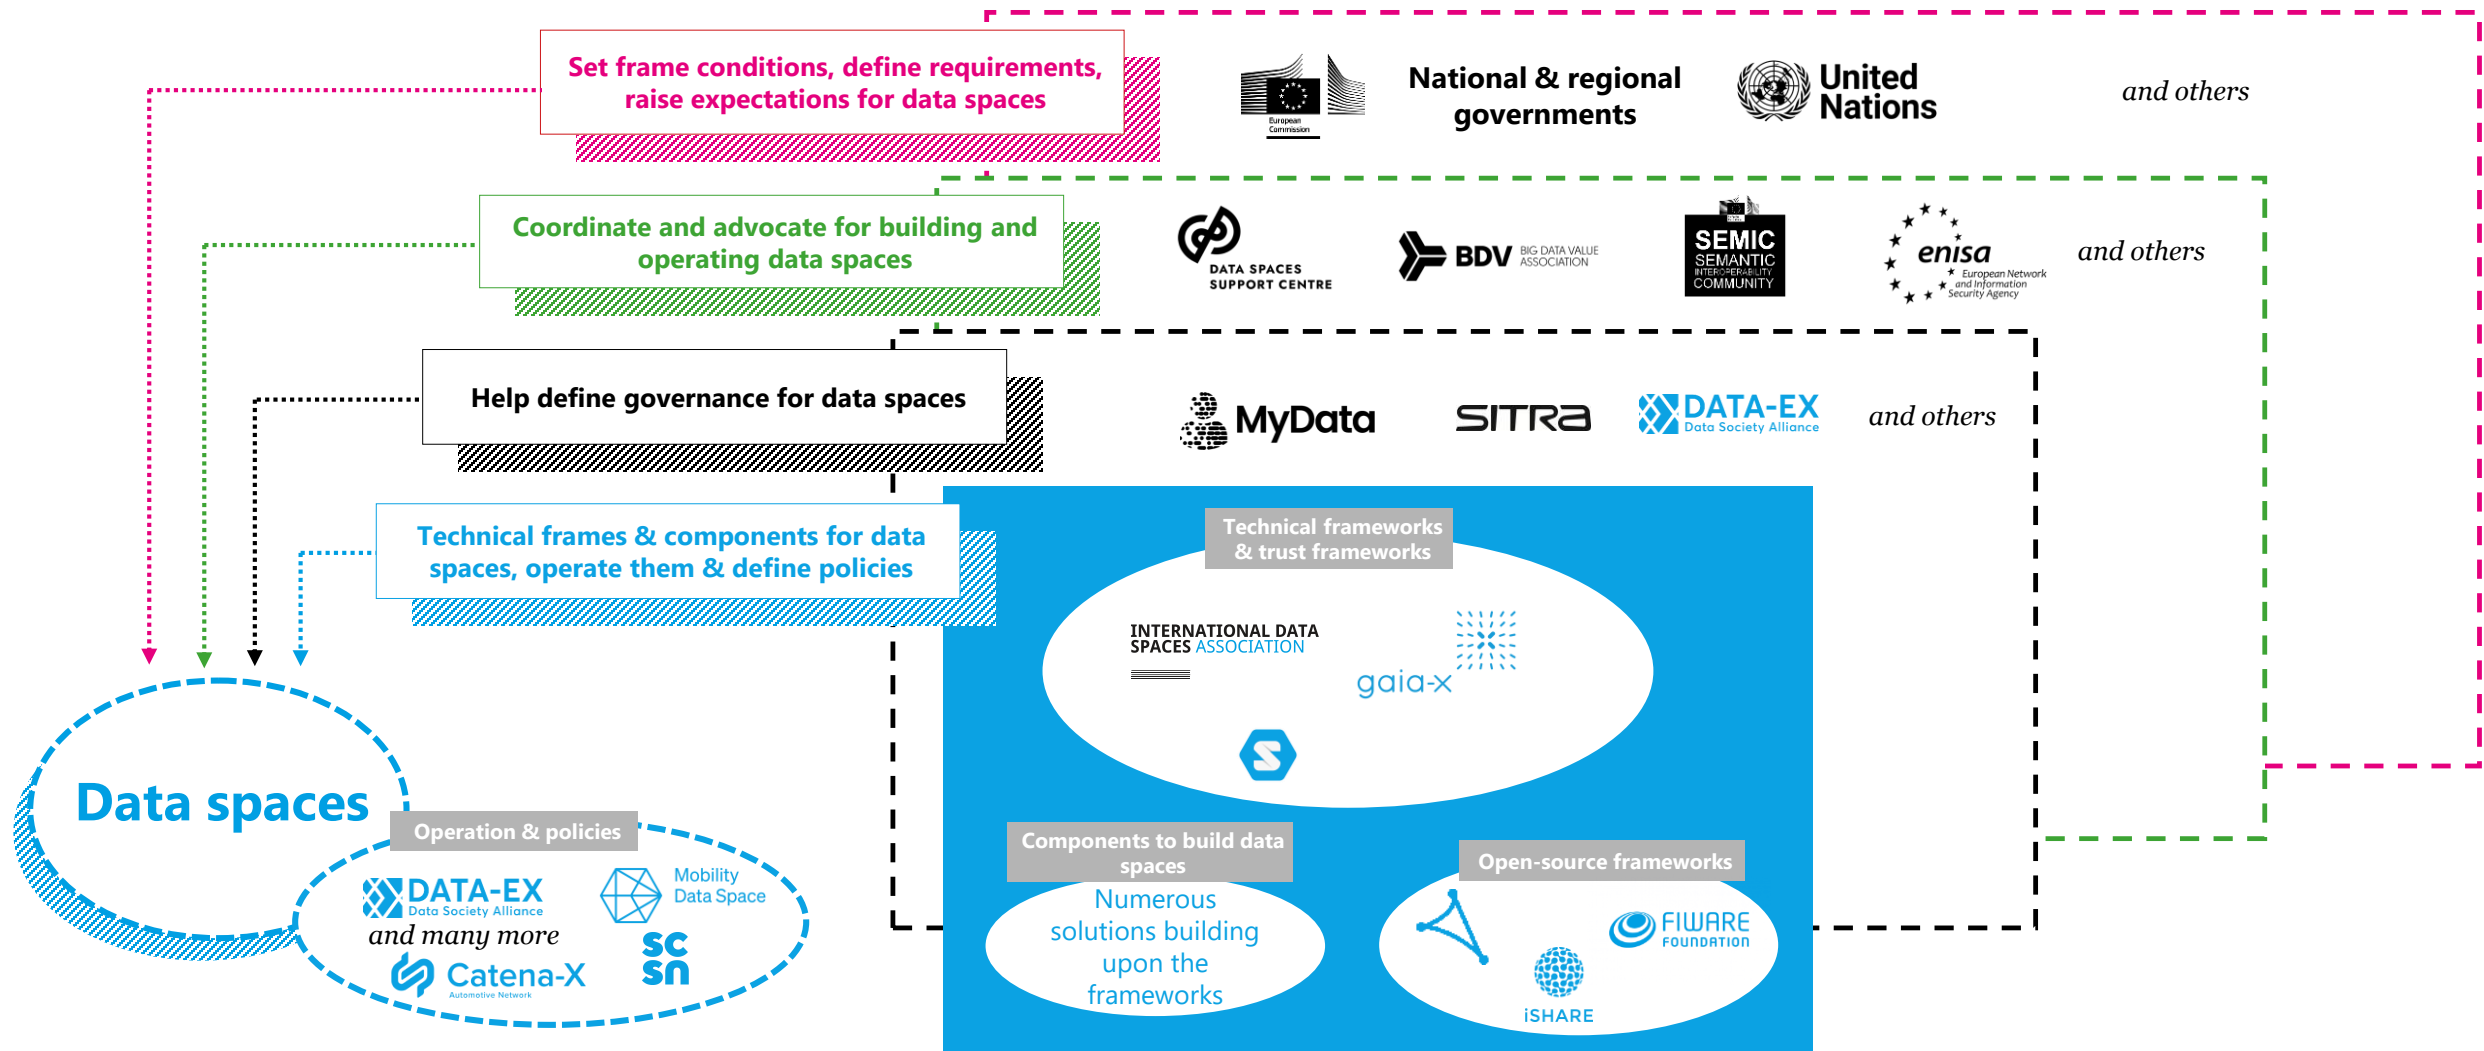 Set frame conditions, define requirements,
raise expectations for data spaces
European
Commission
National & regional
governments
United
Nations
and others
Coordinate and advocate for building and
operating data spaces
DATA SPACES
SUPPORT CENTRE
BDV BIG DATA VALUE
ASSOCIATION
SEMIC
SEMANTIC
INTEROPERABILITY
COMMUNITY
enisa
European Network
and Information
Security Agency
and others
Help define governance for data spaces
MyData
SITRA
DATA-EX
Data Society Alliance
and others
Technical frames & components for data
spaces, operate them & define policies
Technical frameworks
& trust frameworks
INTERNATIONAL DATA
SPACES ASSOCIATION
gaia-x
S
Data spaces
Operation & policies
DATA-EX
Data Society Alliance
and many more
Mobility
Data Space
Catena-X
Automotive Network
sc
sn
Components to build data
spaces
Numerous
solutions building
upon the
frameworks
Open-source frameworks
FIWARE
FOUNDATION
iSHARE